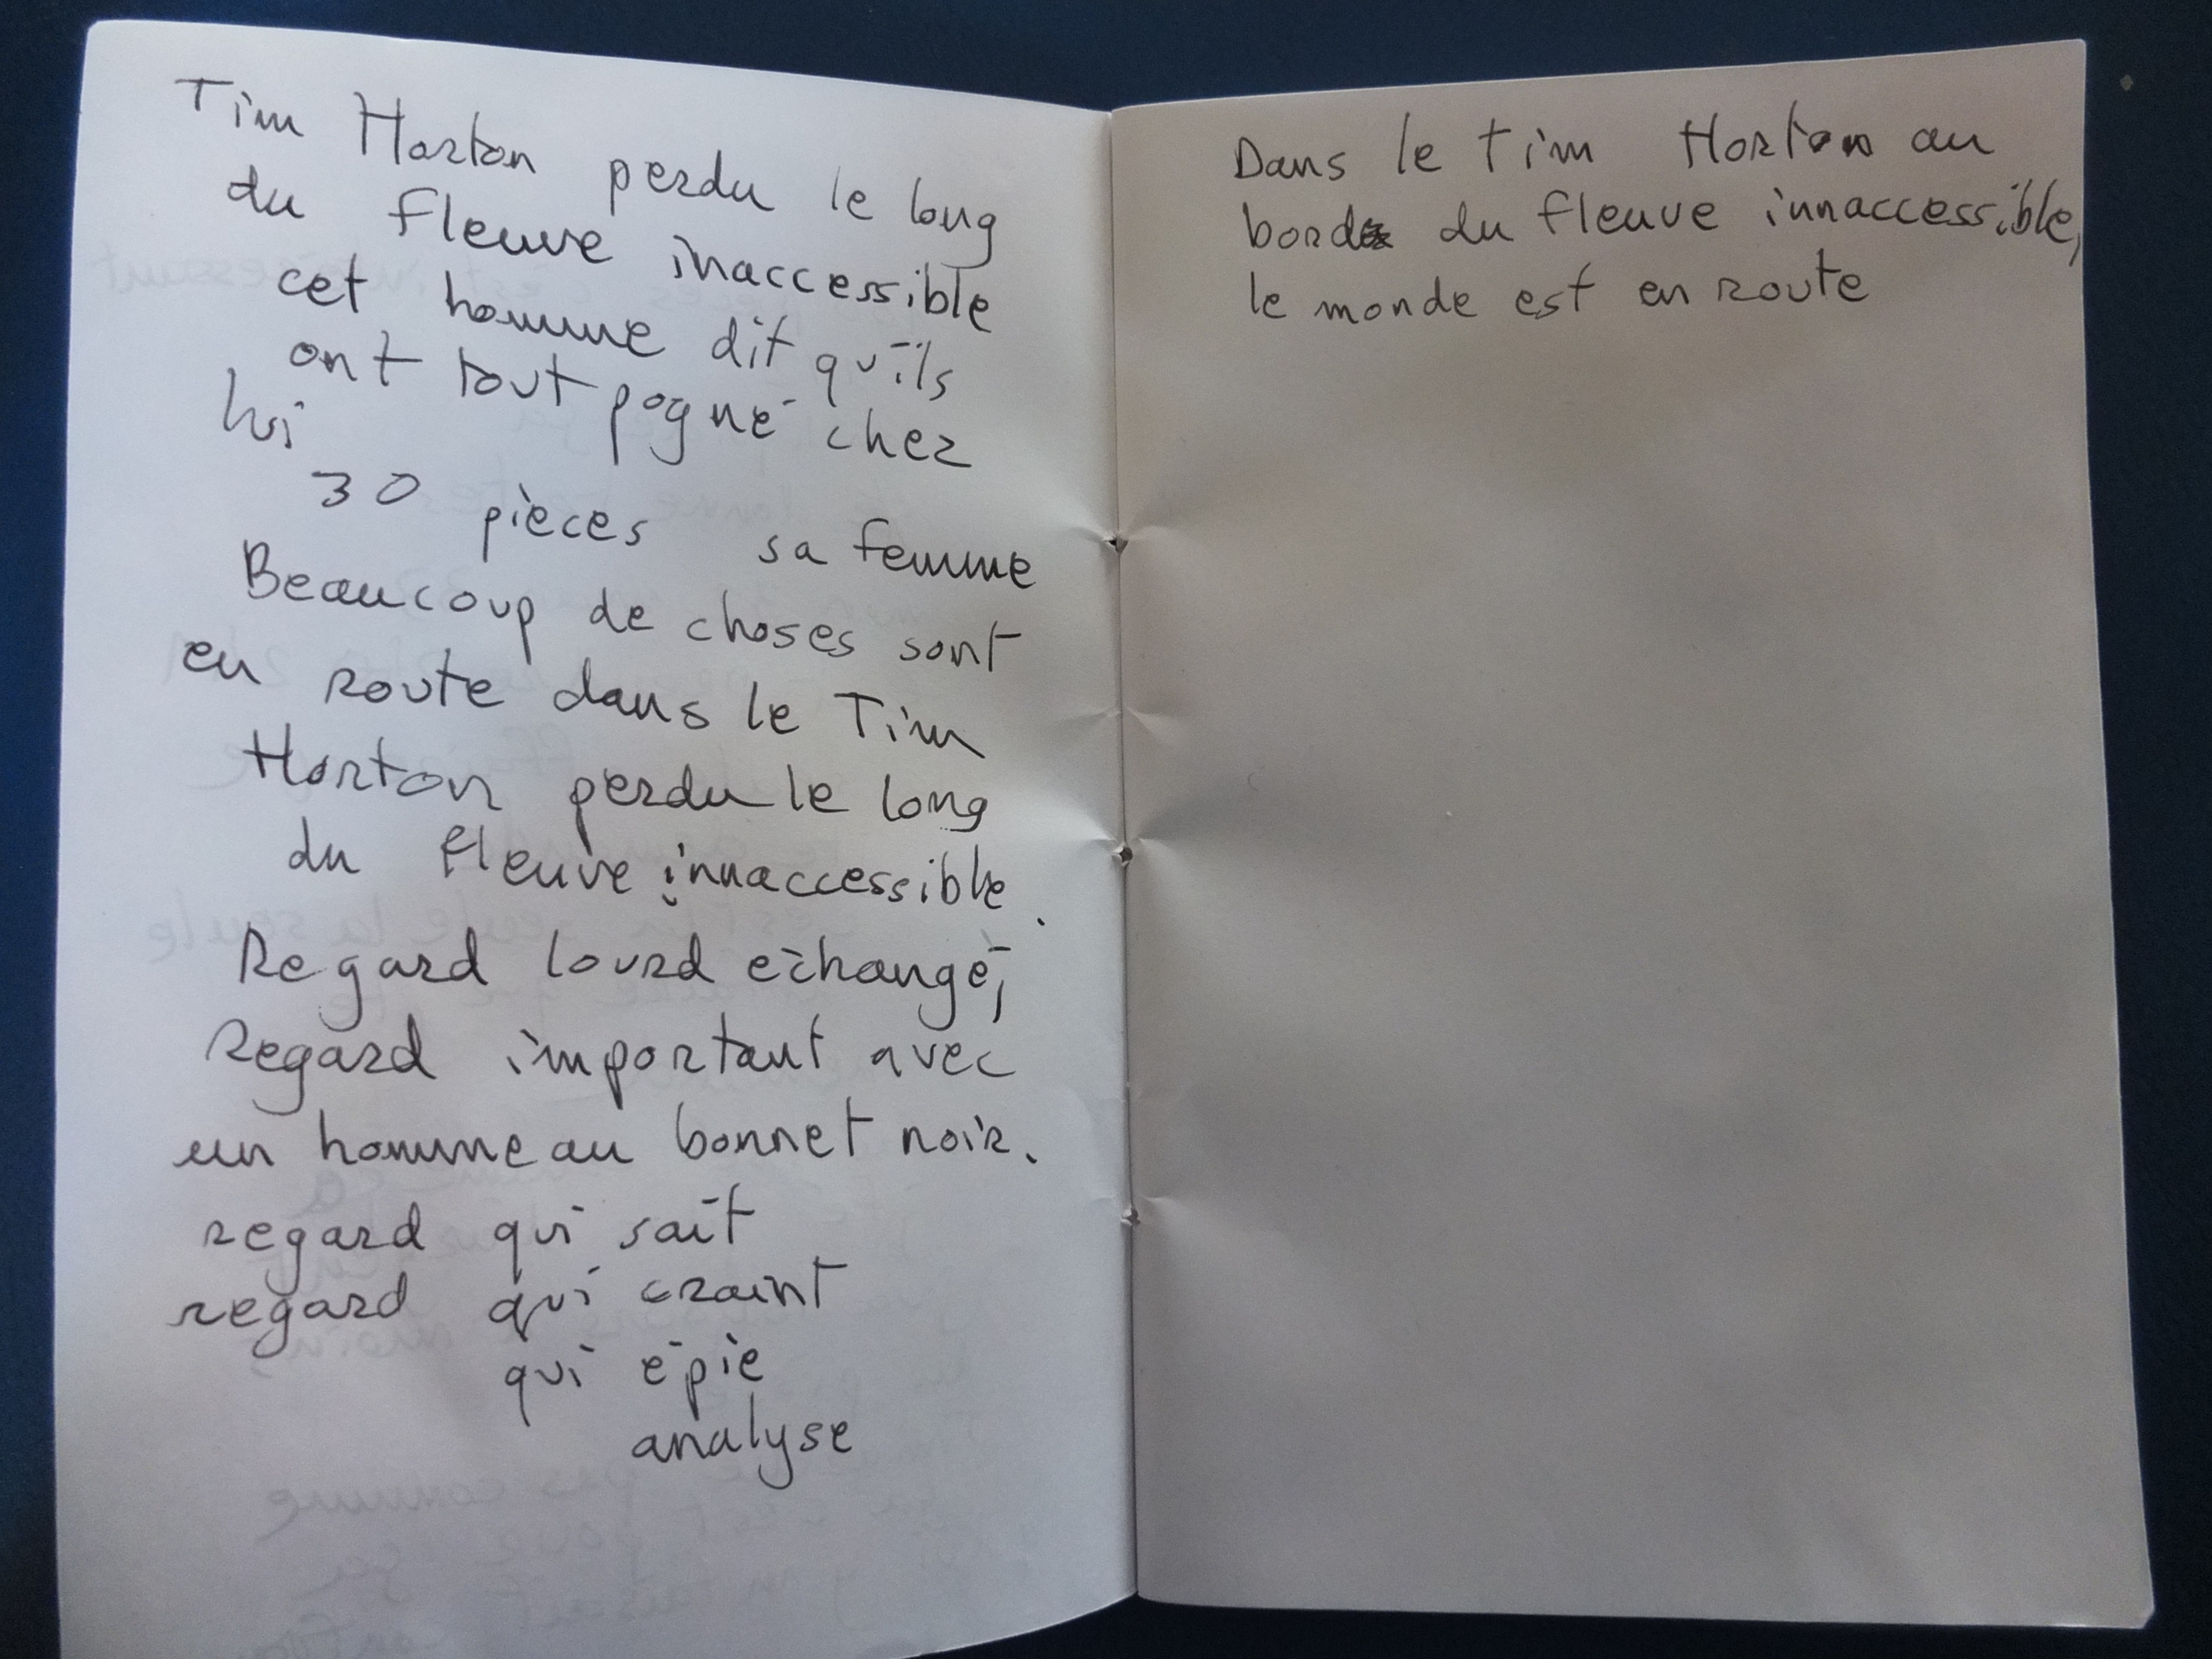 Tim Horton perdu le long
du fleuve inaccessible
cet homme dit qu'ils
ont tout pogné chez
lui
30 pièces sa femme
Beaucoup de choses sont
en route dans le Tim
Horton perdu le long
du fleuve innaccessible.
Regard lourd échangé,
Regard important avec
un homme au bonnet noir.
regard qui sait
regard qui craint
qui épie
analyse
Dans le Tim Horton au
bord du fleuve innaccessible,
le monde est en route